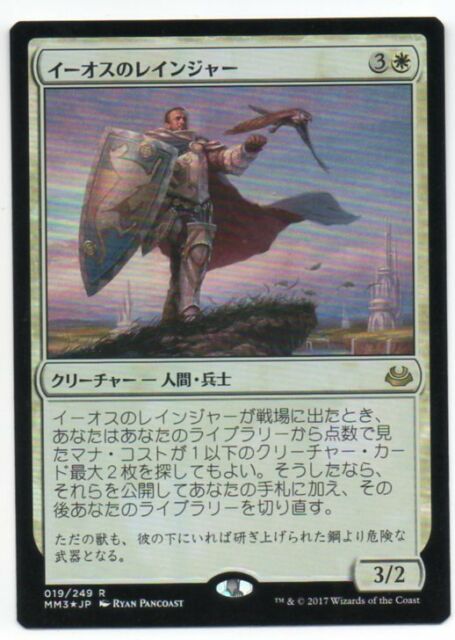 イーオスのレインジャー 3
クリーチャー — 人間・兵士
イーオスのレインジャーが戦場に出たとき、
あなたはあなたのライブラリーから点数で見
たマナ・コストが1以下のクリーチャー・カー
ド最大2枚を探してもよい。そうしたなら、
それらを公開してあなたの手札に加え、その
後あなたのライブラリーを切り直す。
ただの獣も、彼の下にいれば研ぎ上げられた鋼より危険な
武器となる。
3/2
019/249 R
MM3★JP RYAN PANCOAST
™ & © 2017 Wizards of the Coast